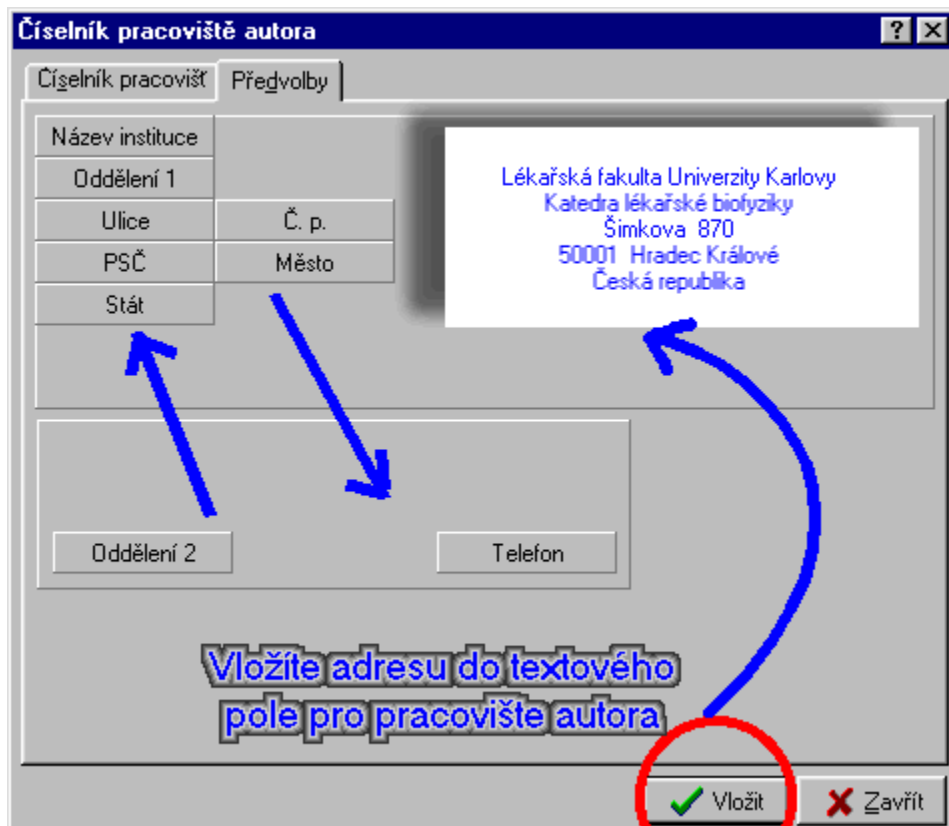 Číselník pracoviště autora
Číselník pracovišť Předvolby
Název instituce
Oddělení 1
Ulice Č. p.
PSČ Město
Stát
Lékařská fakulta Univerzity Karlovy
Katedra lékařské biofyziky
Šimkova 870
50001 Hradec Králové
Česká republika
Oddělení 2 Telefon
Vložíte adresu do textového
pole pro pracovište autora
Vložit Zavřít